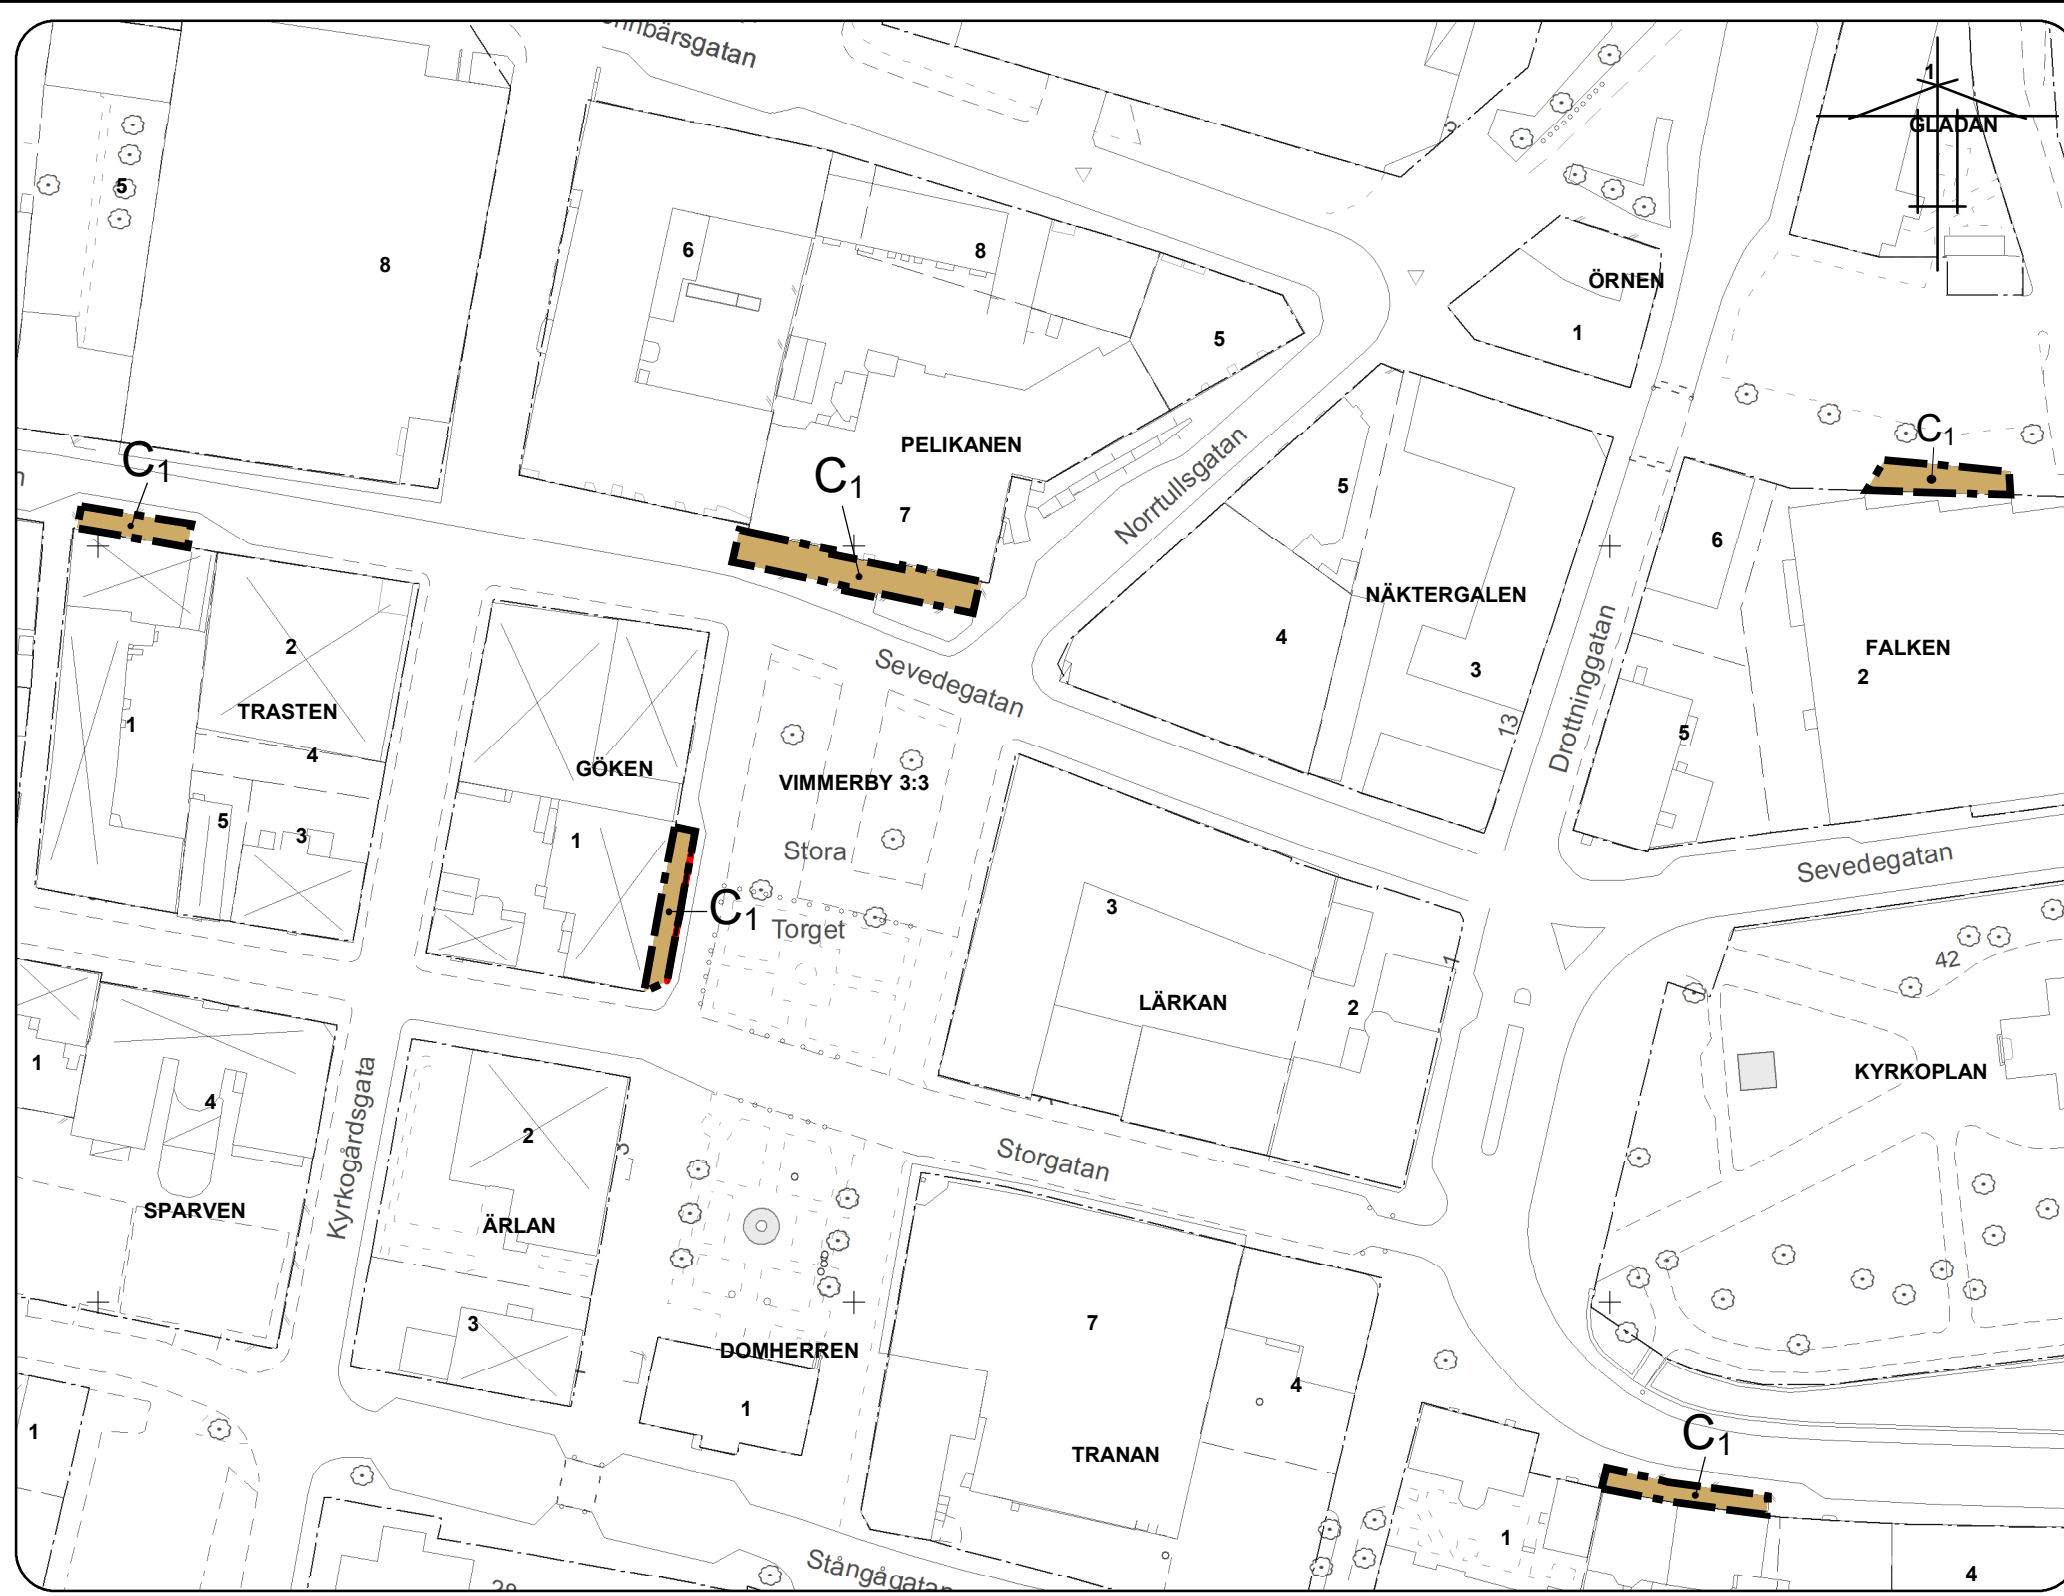 1
GLADAN
5
8
6
8
ÖRNEN
1
5
PELIKANEN
C1
C1
C1
7
5
Norrtullsgatan
6
NÄKTERGALEN
4
3
FALKEN
2
Sevedegatan
Drottninggatan
13
5
2
TRASTEN
1
4
GÖKEN
VIMMERBY 3:3
5
3
1
Stora
Torget
C1
Sevedegatan
3
LÄRKAN
2
1
42
KYRKOPLAN
1
4
SPARVEN
Kyrkogårdsgata
2
3
ÄRLAN
3
Storgatan
7
4
DOMHERREN
1
1
TRANAN
C1
1
4